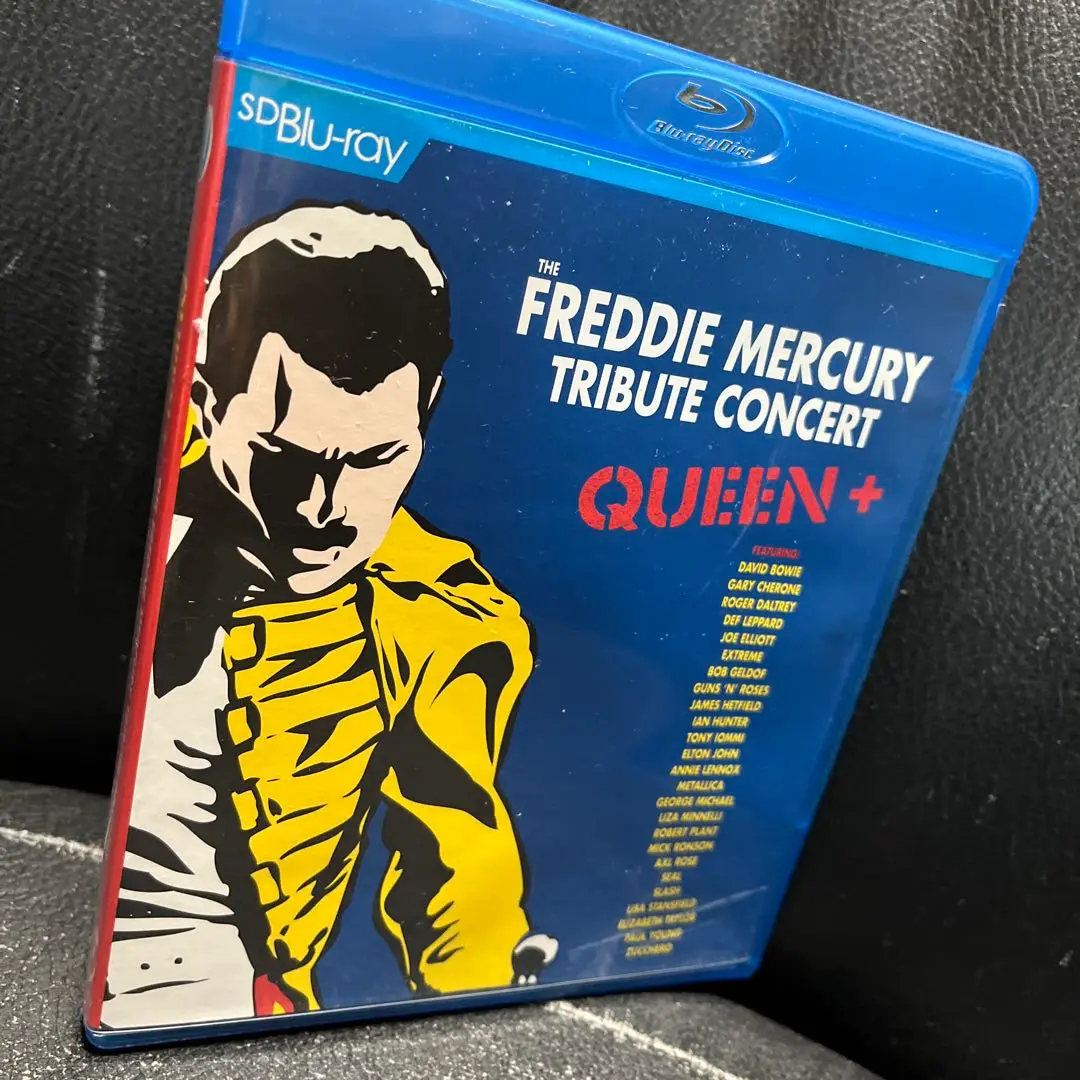 SDBlu-ray
Blu-rayDisc
THE
FREDDIE MERCURY
TRIBUTE CONCERT
QUEEN +
FEATURING:
DAVID BOWIE
GARY CHERONE
ROGER DALTREY
DEF LEPPARD
JOE ELLIOTT
EXTREME
BOB GELDOF
GUNS 'N' ROSES
JAMES HETFIELD
IAN HUNTER
TONY IOMMI
ELTON JOHN
ANNIE LENNOX
METALLICA
GEORGE MICHAEL
LIZA MINNELLI
ROBERT PLANT
MICK RONSON
AXL ROSE
SEAL
SLASH
LISA STANSFIELD
ELIZABETH TAYLOR
PAUL YOUNG
ZUCCHERO